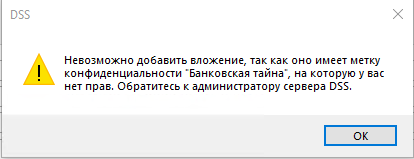 DSS
Невозможно добавить вложение, так как оно имеет метку
конфиденциальности "Банковская тайна", на которую у вас
нет прав. Обратитесь к администратору сервера DSS.
OK